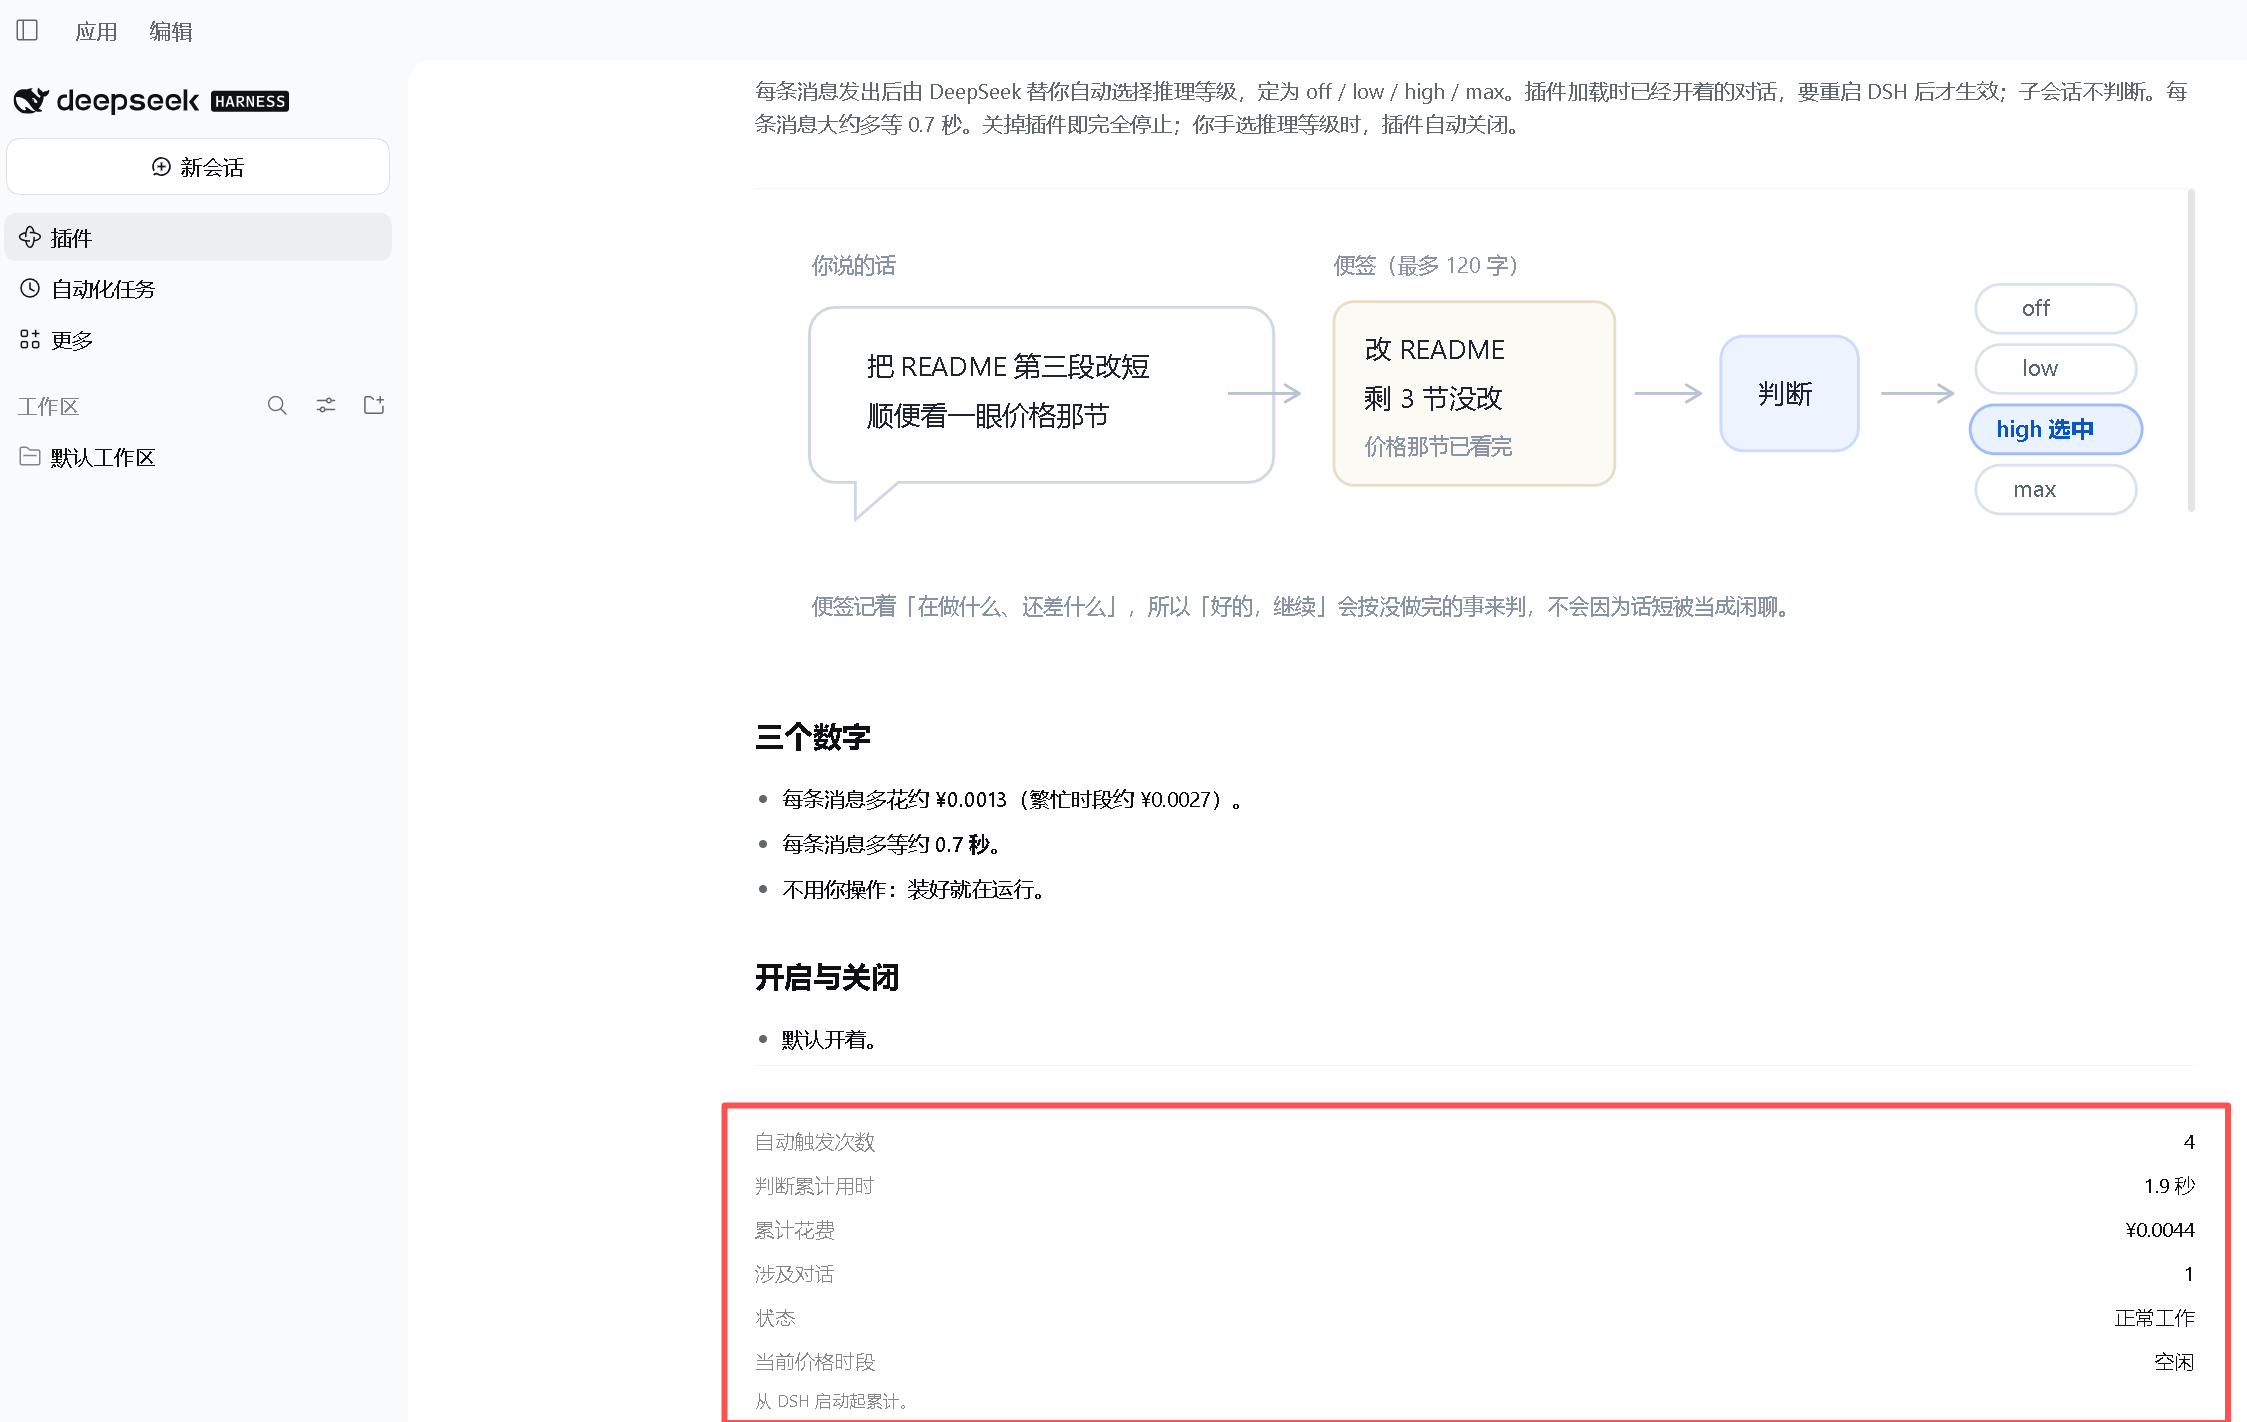 应用 编辑
deepseek HARNESS
新会话
插件
自动化任务
更多
工作区
默认工作区
每条消息发出后由 DeepSeek 替你自动选择推理等级，定为 off / low / high / max。插件加载时已经开着的对话，要重启 DSH 后才生效；子会话不判断。每
条消息大约多等 0.7 秒。关掉插件即完全停止；你手选推理等级时，插件自动关闭。
你说的话
把 README 第三段改短
顺便看一眼价格那节
便签（最多 120 字）
改 README
剩 3 节没改
价格那节已看完
判断
off
low
high 选中
max
便签记着「在做什么、还差什么」，所以「好的，继续」会按没做完的事来判，不会因为话短被当成闲聊。
三个数字
每条消息多花约 ¥0.0013（繁忙时段约 ¥0.0027）。
每条消息多等约 0.7 秒。
不用你操作：装好就在运行。
开启与关闭
默认开着。
自动触发次数 4
判断累计用时 1.9 秒
累计花费 ¥0.0044
涉及对话 1
状态 正常工作
当前价格时段 空闲
从 DSH 启动起累计。